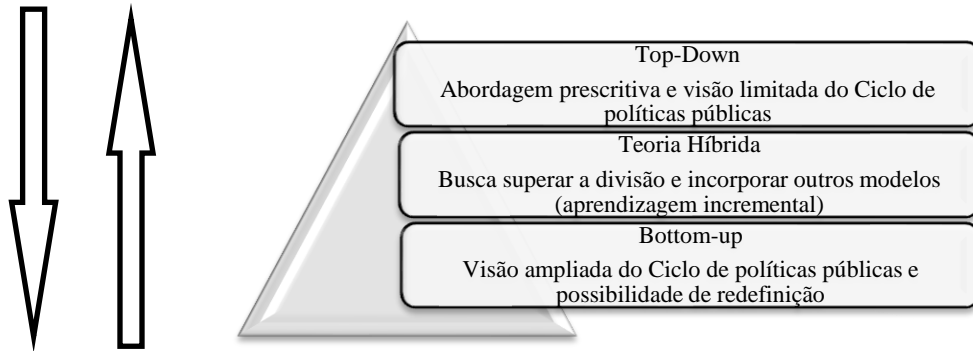 Top-Down
Abordagem prescritiva e visão limitada do Ciclo de
políticas públicas
Teoria Híbrida
Busca superar a divisão e incorporar outros modelos
(aprendizagem incremental)
Bottom-up
Visão ampliada do Ciclo de políticas públicas e
possibilidade de redefinição